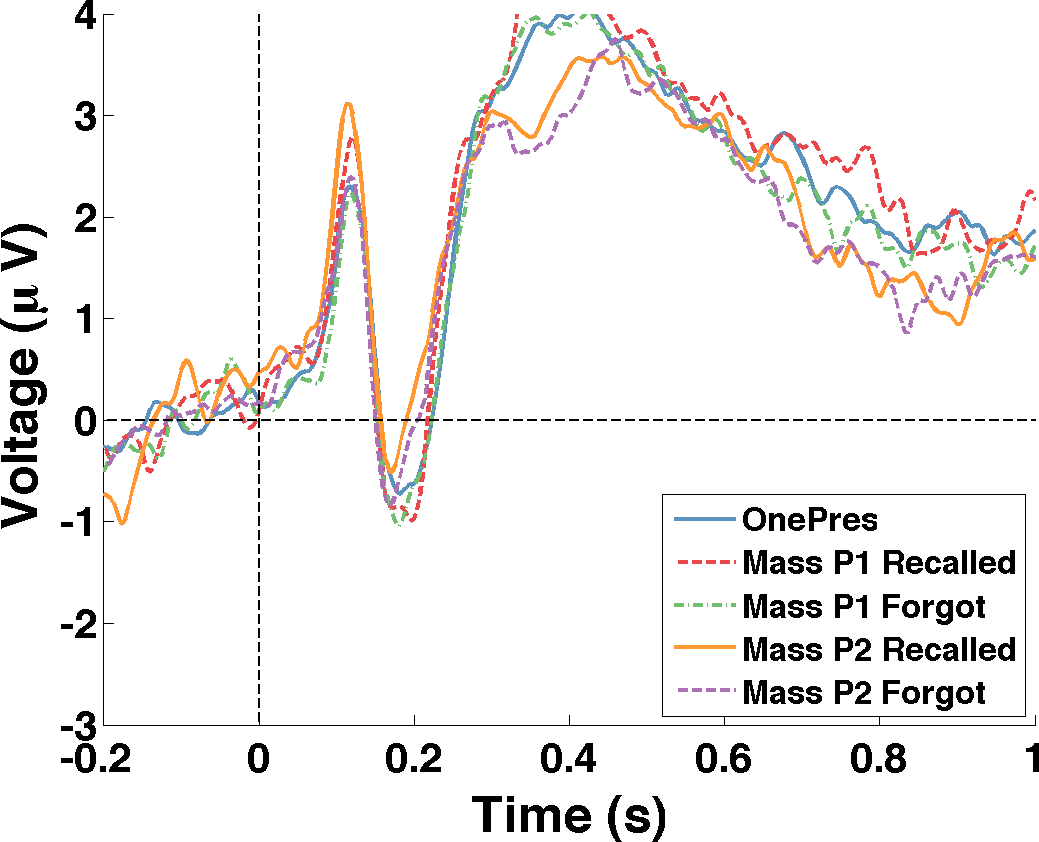 4
3
2
1
0
-1
-2
-3
Voltage (μ V)
-0.2 0 0.2 0.4 0.6 0.8 1
Time (s)
OnePres
Mass P1 Recalled
Mass P1 Forgot
Mass P2 Recalled
Mass P2 Forgot